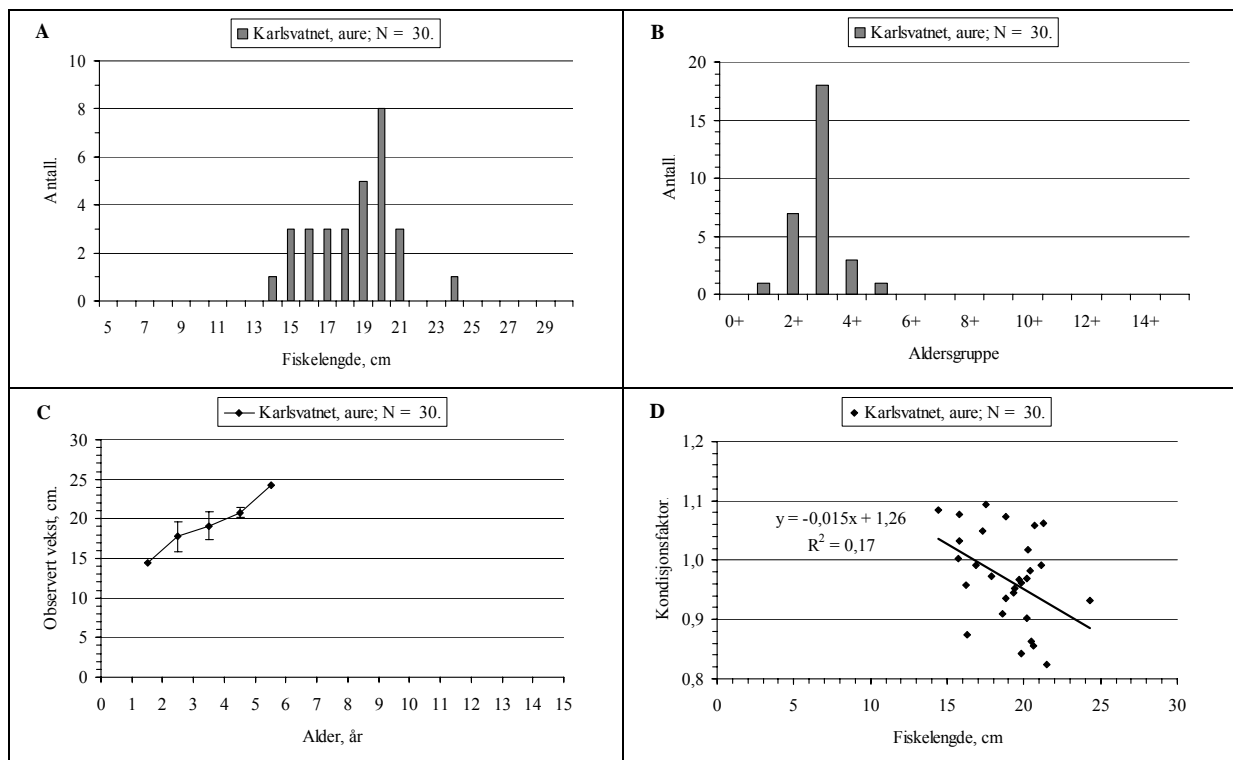 A
Karlsvatnet, aure; N = 30.
10
8
6
4
2
0
Antall.
5 7 9 11 13 15 17 19 21 23 25 27 29
Fiskelengde, cm
B
Karlsvatnet, aure; N = 30.
20
15
10
5
0
Antall.
0+ 2+ 4+ 6+ 8+ 10+ 12+ 14+
Aldersgruppe
C
Karlsvatnet, aure; N = 30.
30
25
20
15
10
5
0
Observert vekst, cm.
0 1 2 3 4 5 6 7 8 9 10 11 12 13 14 15
Alder, år
D
Karlsvatnet, aure; N = 30.
1,2
1,1
1,0
0,9
0,8
Kondisjonsfaktor.
y = -0,015x + 1,26
R² = 0,17
0 5 10 15 20 25 30
Fiskelengde, cm